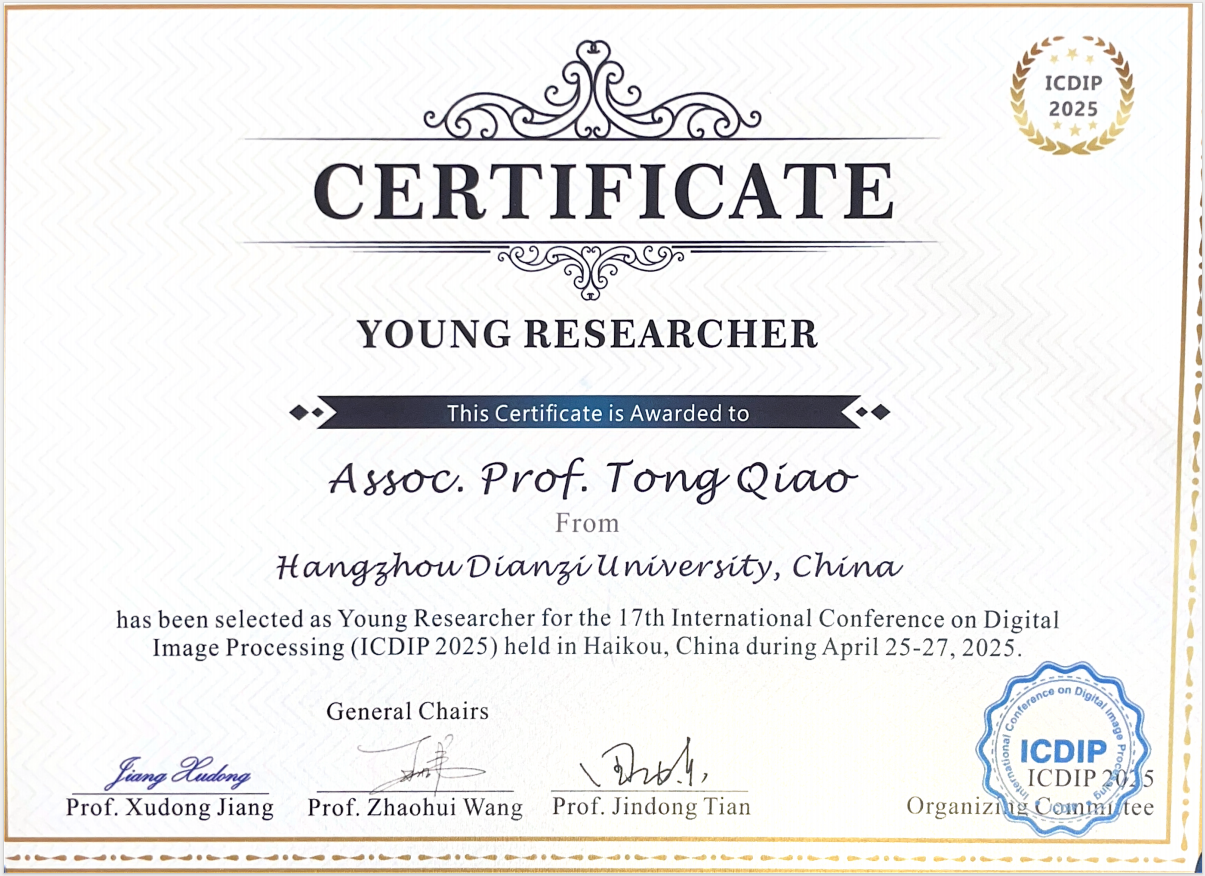 ICDIP
2025
CERTIFICATE
YOUNG RESEARCHER
This Certificate is Awarded to
Assoc. Prof. Tong Qiao
From
Hangzhou Dianzi University, China
has been selected as Young Researcher for the 17th International Conference on Digital
Image Processing (ICDIP 2025) held in Haikou, China during April 25-27, 2025.
General Chairs
Jiang Xudong
Prof. Xudong Jiang
Prof. Zhaohui Wang
Prof. Jindong Tian
International Conference on Digital Image Processing
ICDIP
ICDIP 2025
Organizing Committee